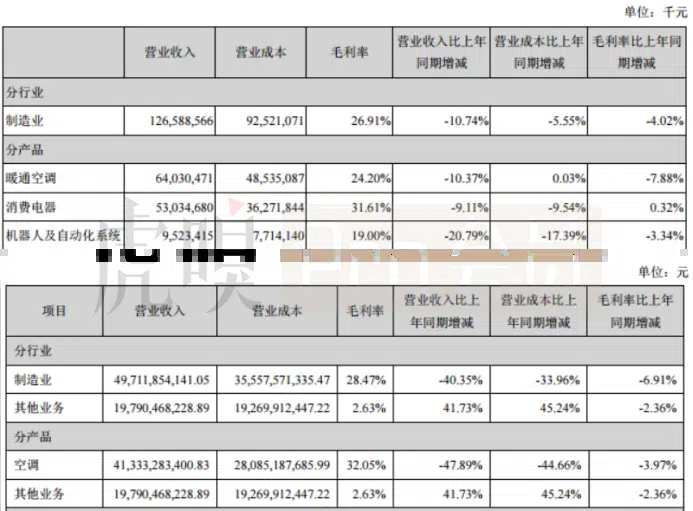 单位：千元
营业收入 营业成本 毛利率 营业收入比上年同期增减 营业成本比上年同期增减 毛利率比上年同期增减
分行业
制造业 126,588,566 92,521,071 26.91% -10.74% -5.55% -4.02%
分产品
暖通空调 64,030,471 48,535,087 24.20% -10.37% 0.03% -7.88%
消费电器 53,034,680 36,271,844 31.61% -9.11% -9.54% 0.32%
机器人及自动化系统 9,523,415 7,714,140 19.00% -20.79% -17.39% -3.34%
单位：元
项目 营业收入 营业成本 毛利率 营业收入比上年同期增减 营业成本比上年同期增减 毛利率比上年同期增减
分行业
制造业 49,711,854,141.05 35,557,571,335.47 28.47% -40.35% -33.96% -6.91%
其他业务 19,790,468,228.89 19,269,912,447.22 2.63% 41.73% 45.24% -2.36%
分产品
空调 41,333,283,400.83 28,085,187,685.99 32.05% -47.89% -44.66% -3.97%
其他业务 19,790,468,228.89 19,269,912,447.22 2.63% 41.73% 45.24% -2.36%